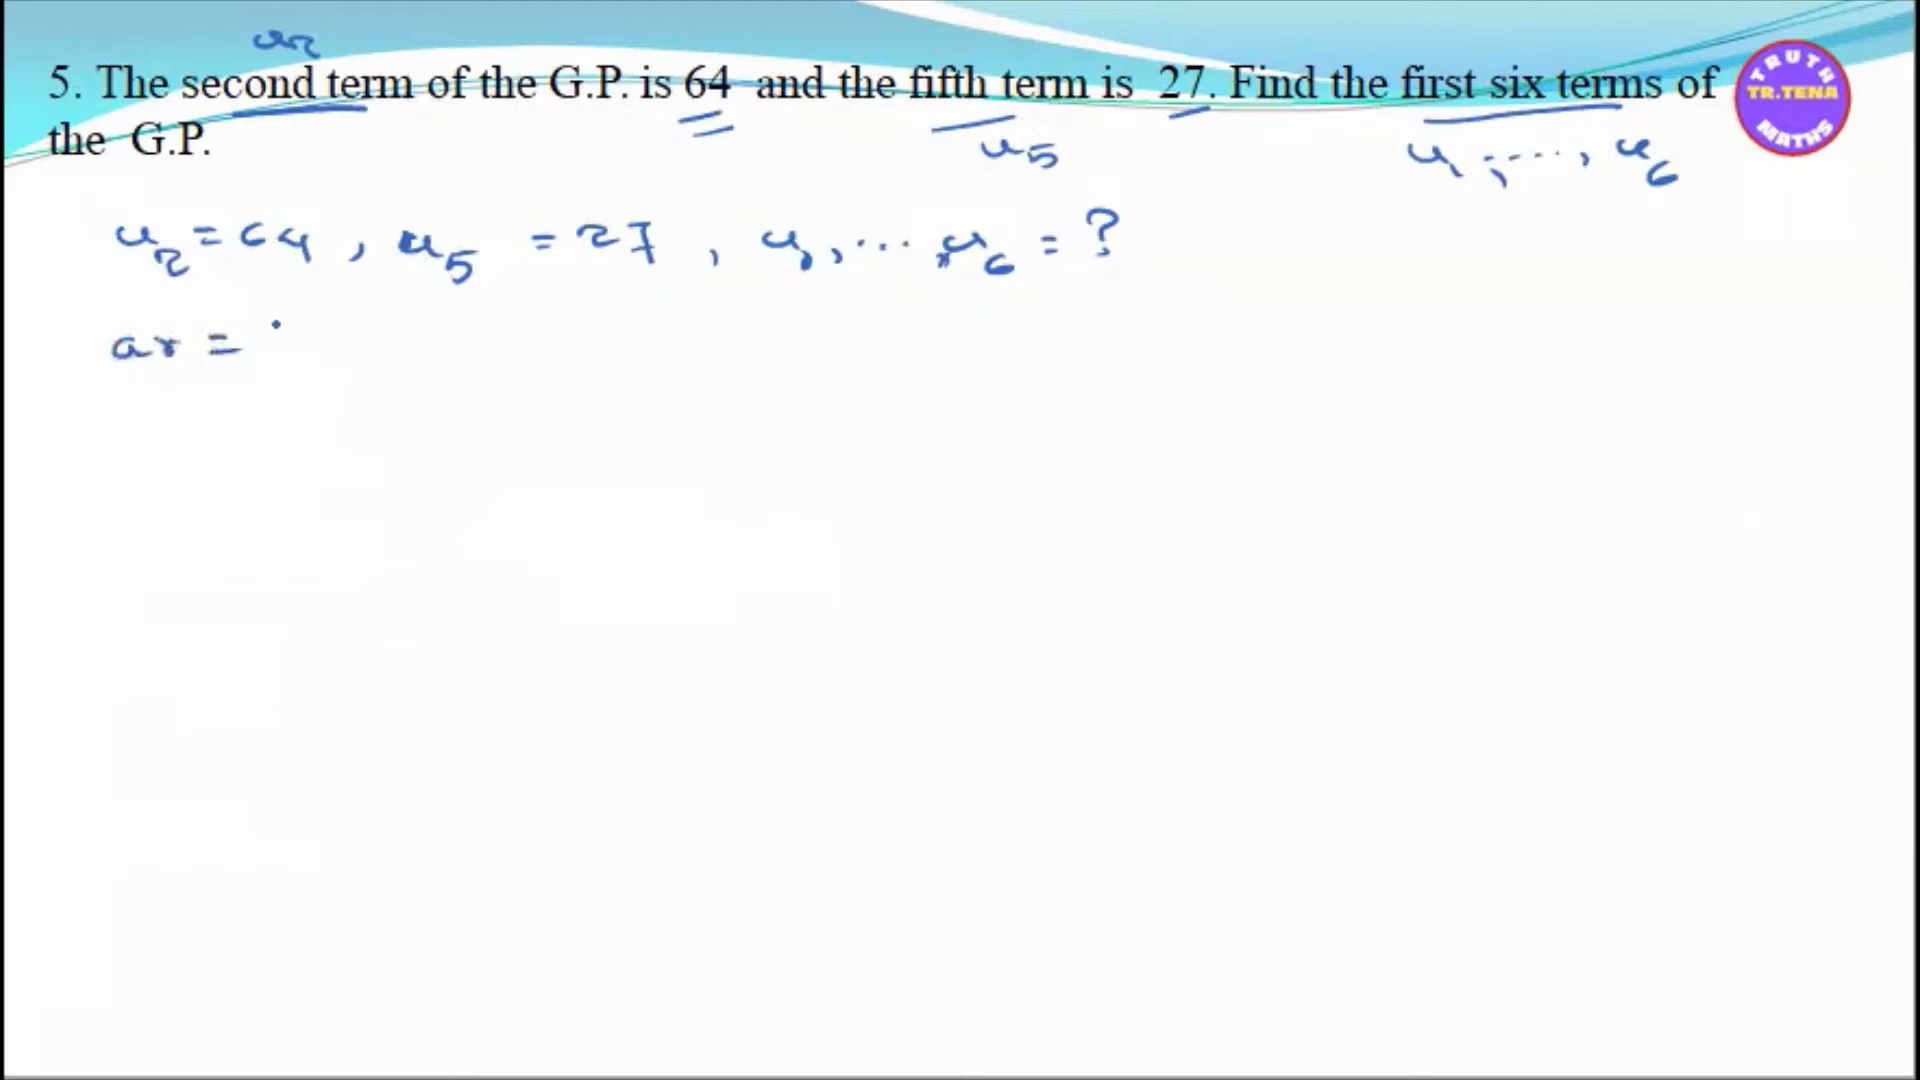 u₂
5. The second term of the G.P. is 64 and the fifth term is 27. Find the first six terms of
the G.P.
u₅ u₁, ...., u₆
u₂ = 64, u₅ = 27, u₁, ... , u₆ = ?
ar =
TRUTH
TR.TENA
MATHS